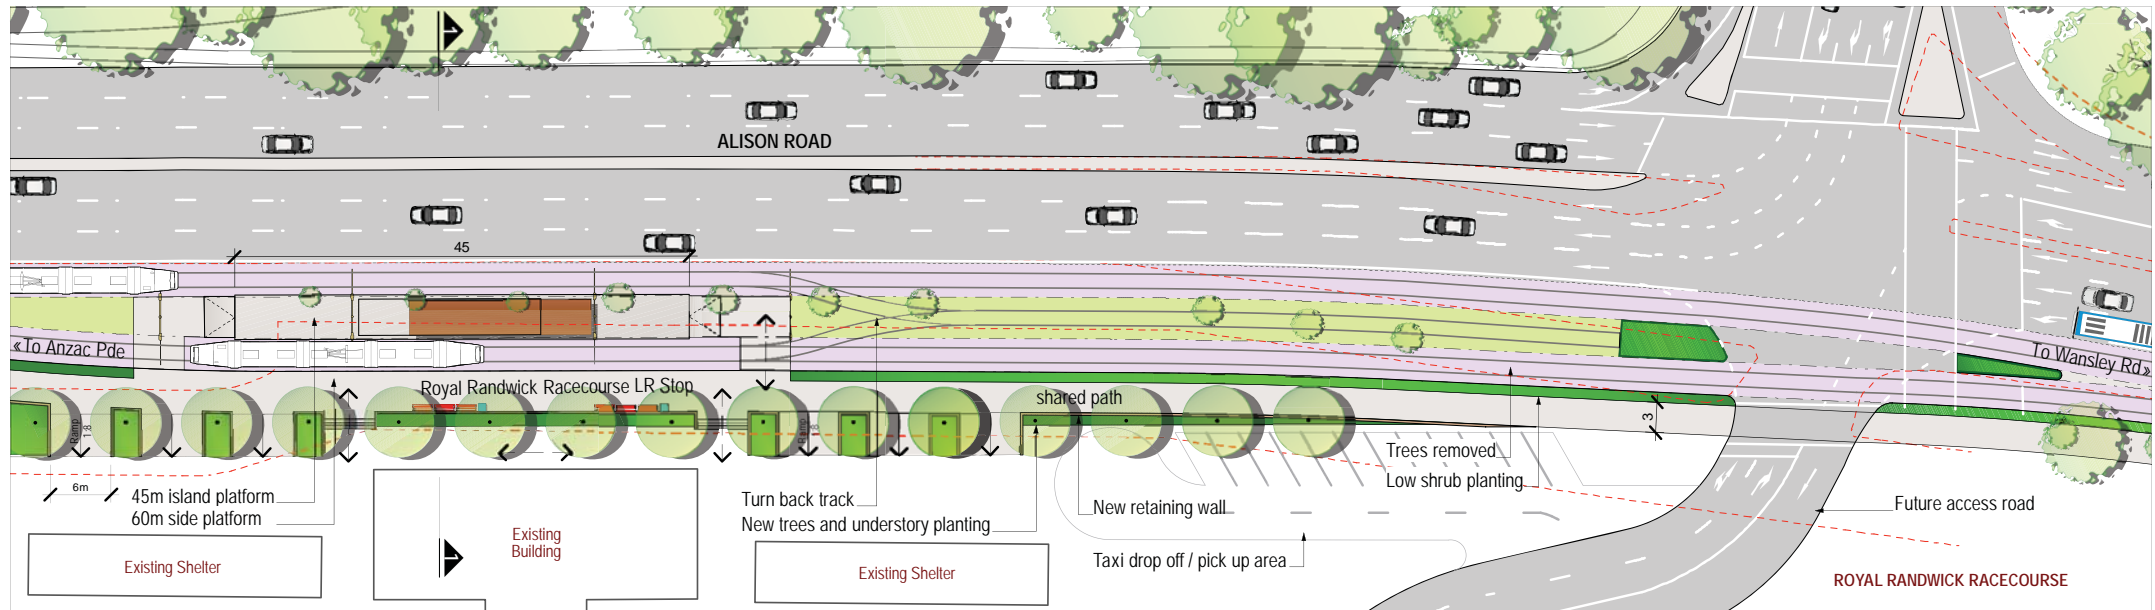 ALISON ROAD
45
«To Anzac Pde
To Wansley Rd»
Royal Randwick Racecourse LR Stop
shared path
3
Ramp
1:8
Ramp
1:8
6m
45m island platform
60m side platform
Turn back track
New trees and understory planting
New retaining wall
Trees removed
Low shrub planting
Future access road
Existing
Building
Taxi drop off / pick up area
Existing Shelter
Existing Shelter
ROYAL RANDWICK RACECOURSE